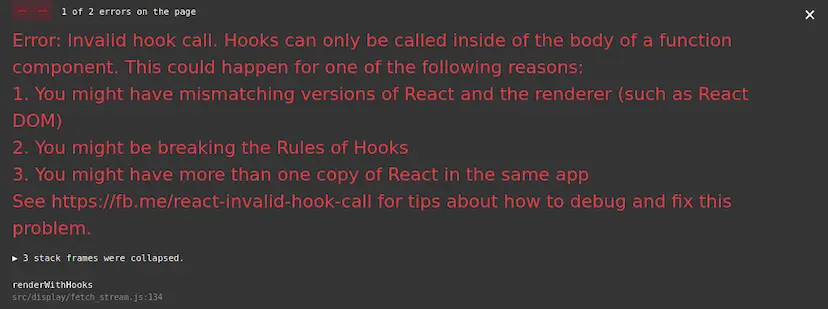 ← → 1 of 2 errors on the page ×
Error: Invalid hook call. Hooks can only be called inside of the body of a function
component. This could happen for one of the following reasons:
1. You might have mismatching versions of React and the renderer (such as React
DOM)
2. You might be breaking the Rules of Hooks
3. You might have more than one copy of React in the same app
See https://fb.me/react-invalid-hook-call for tips about how to debug and fix this
problem.
▶ 3 stack frames were collapsed.
renderWithHooks
src/display/fetch_stream.js:134